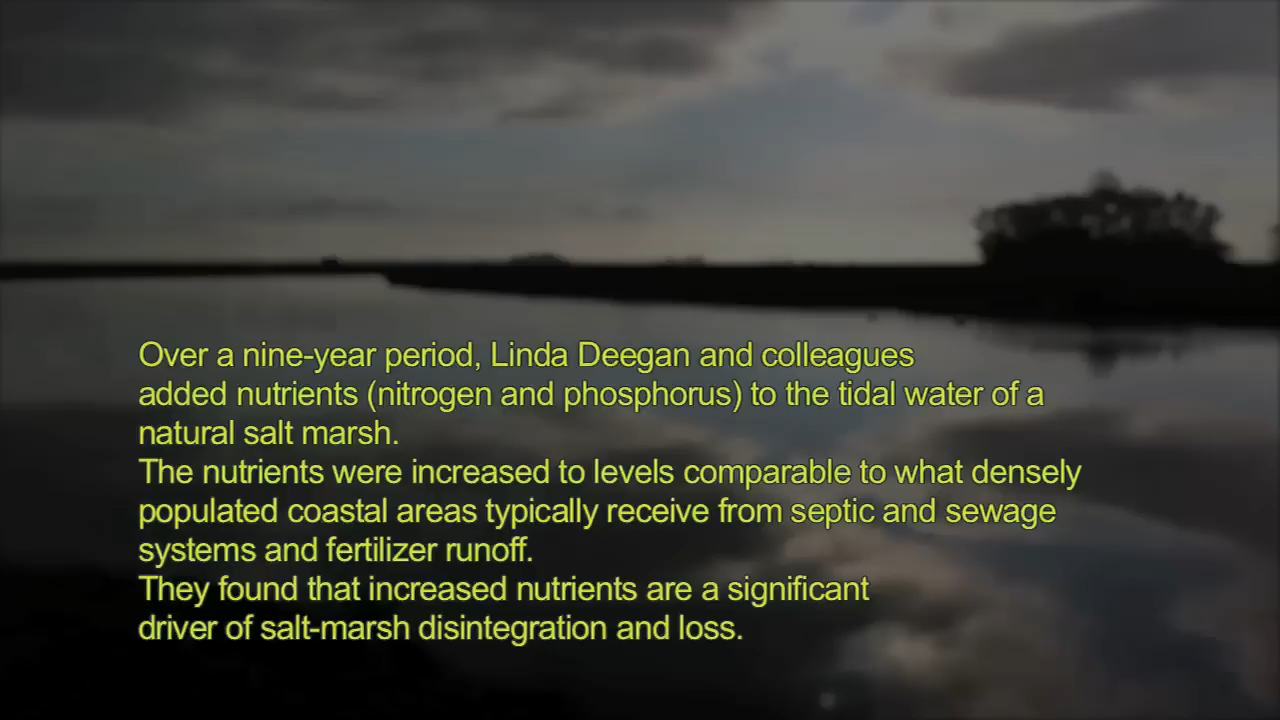 Over a nine-year period, Linda Deegan and colleagues
added nutrients (nitrogen and phosphorus) to the tidal water of a
natural salt marsh.
The nutrients were increased to levels comparable to what densely
populated coastal areas typically receive from septic and sewage
systems and fertilizer runoff.
They found that increased nutrients are a significant
driver of salt-marsh disintegration and loss.